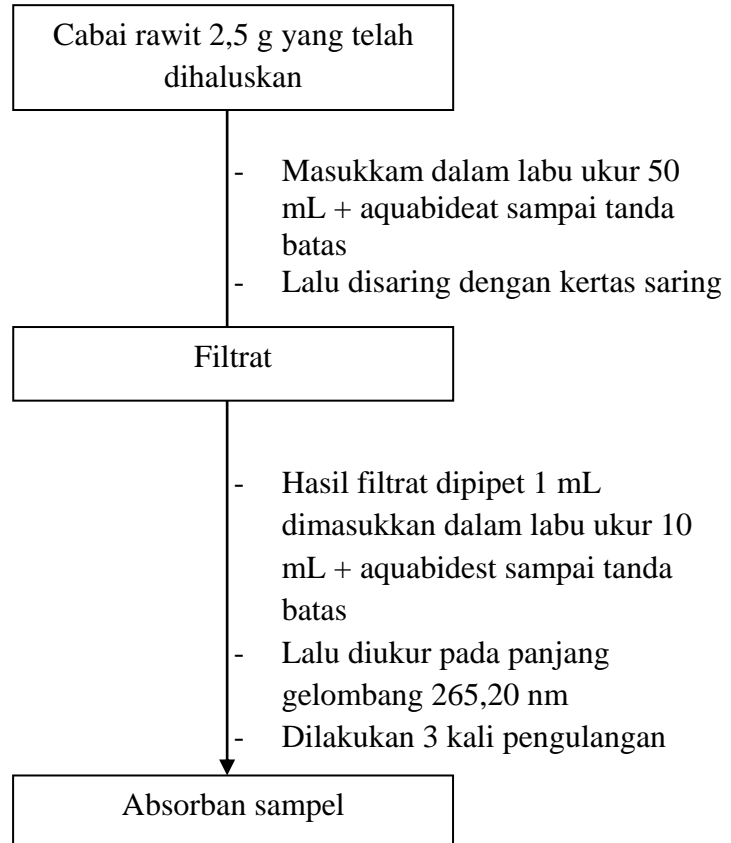 Cabai rawit 2,5 g yang telah
dihaluskan
- Masukkam dalam labu ukur 50
mL + aquabideat sampai tanda
batas
- Lalu disaring dengan kertas saring
Filtrat
- Hasil filtrat dipipet 1 mL
dimasukkan dalam labu ukur 10
mL + aquabidest sampai tanda
batas
- Lalu diukur pada panjang
gelombang 265,20 nm
- Dilakukan 3 kali pengulangan
Absorban sampel